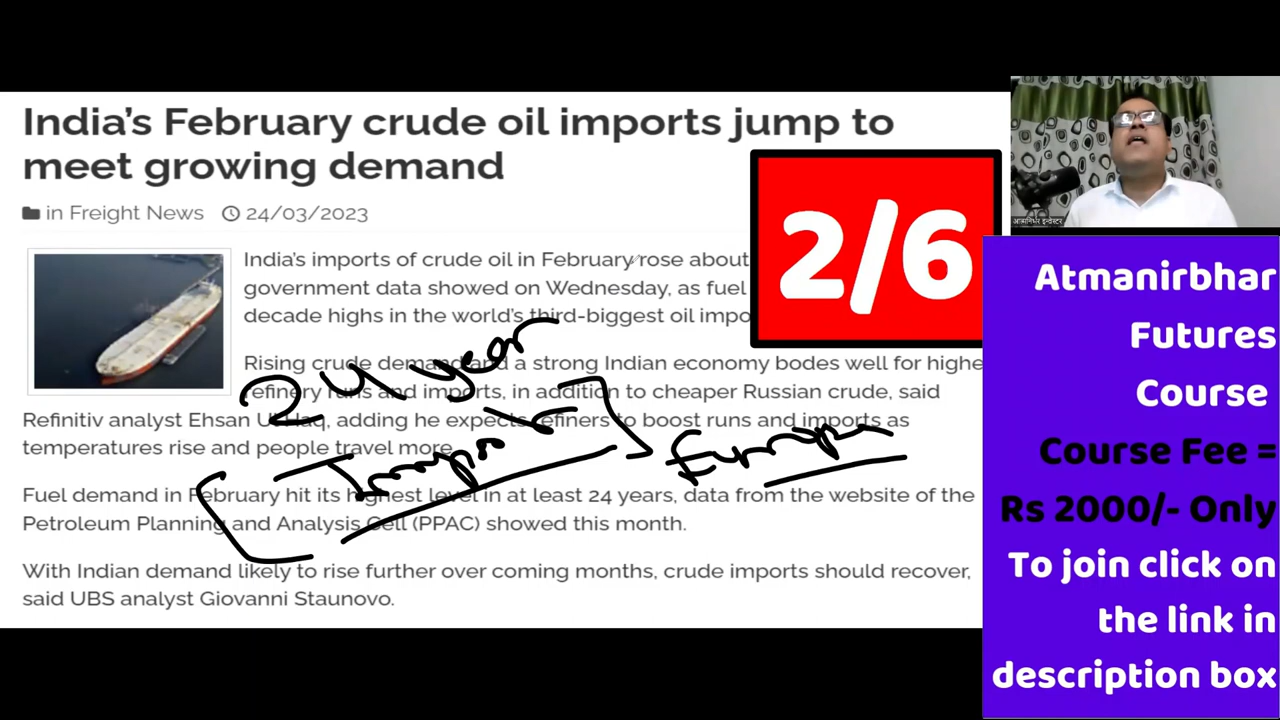 India's February crude oil imports jump to
meet growing demand
in Freight News 24/03/2023
India's imports of crude oil in February rose about
government data showed on Wednesday, as fuel
decade highs in the world's third-biggest oil impo
Rising crude demand and a strong Indian economy bodes well for highe
refinery runs and imports, in addition to cheaper Russian crude, said
Refinitiv analyst Ehsan Ul Haq, adding he expects refiners to boost runs and imports as
temperatures rise and people travel more.
Fuel demand in February hit its highest level in at least 24 years, data from the website of the
Petroleum Planning and Analysis Cell (PPAC) showed this month.
With Indian demand likely to rise further over coming months, crude imports should recover,
said UBS analyst Giovanni Staunovo.
24 year
Import
Europe
2/6
आत्मनिर्भर इन्वेस्टर
Atmanirbhar
Futures
Course
Course Fee =
Rs 2000/- Only
To join click on
the link in
description box